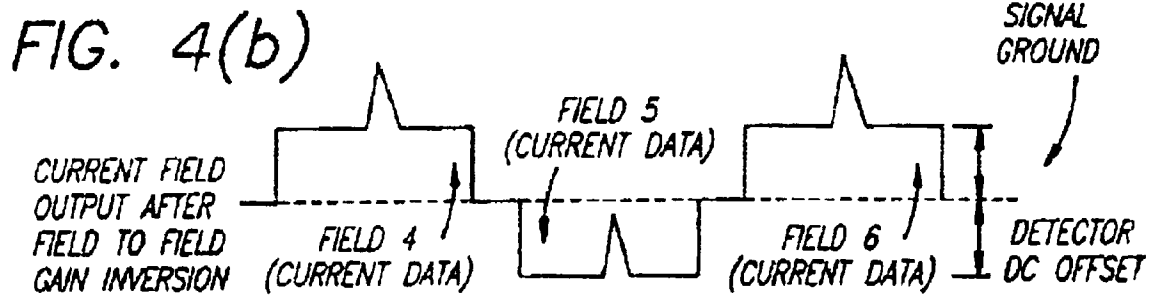 FIG. 4(b)
SIGNAL
GROUND
FIELD 5
(CURRENT DATA)
CURRENT FIELD
OUTPUT AFTER
FIELD TO FIELD
GAIN INVERSION
FIELD 4
(CURRENT DATA)
FIELD 6
(CURRENT DATA)
DETECTOR
DC OFFSET